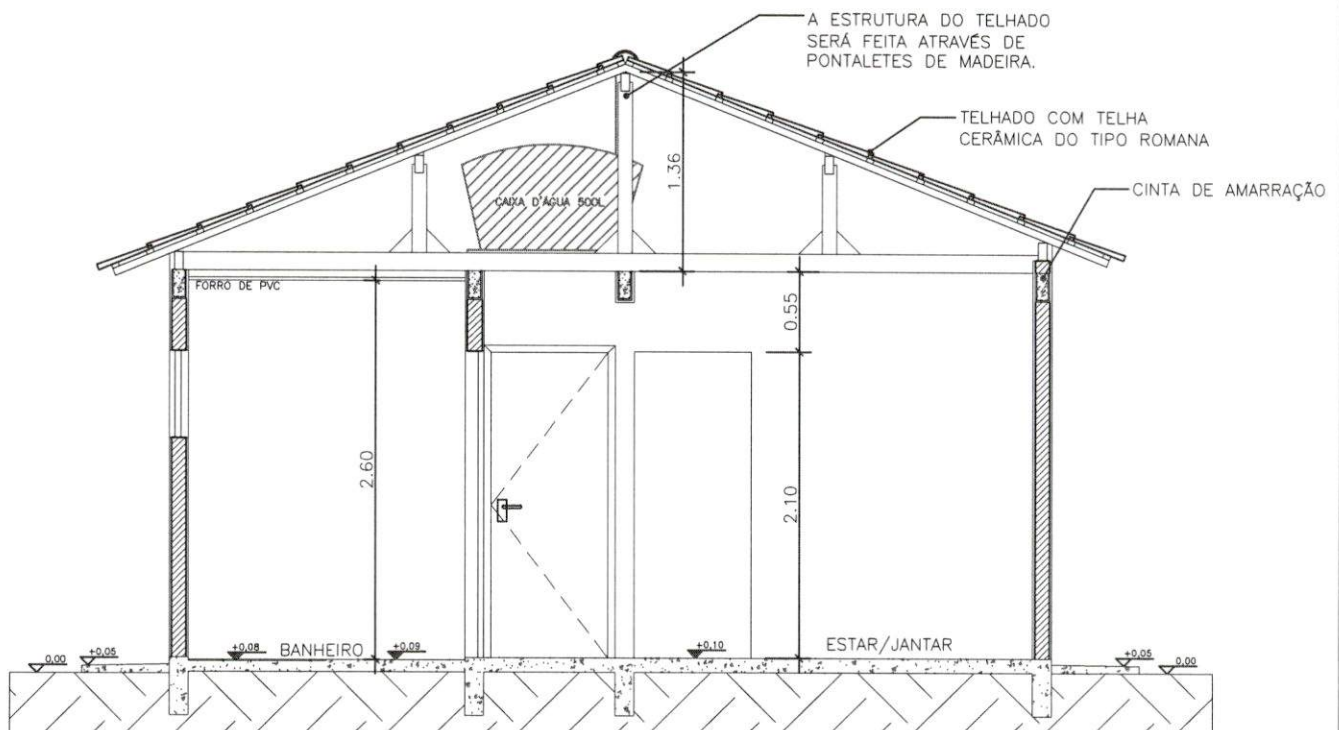 A ESTRUTURA DO TELHADO
SERÁ FEITA ATRAVÉS DE
PONTALETES DE MADEIRA.
TELHADO COM TELHA
CERÂMICA DO TIPO ROMANA
1.36
CINTA DE AMARRAÇÃO
CAIXA D'ÁGUA 500L
FORRO DE PVC
0.55
2.60
2.10
0,00
+0,05
+0,08
BANHEIRO
+0,09
+0,10
ESTAR/JANTAR
+0,05
0,00